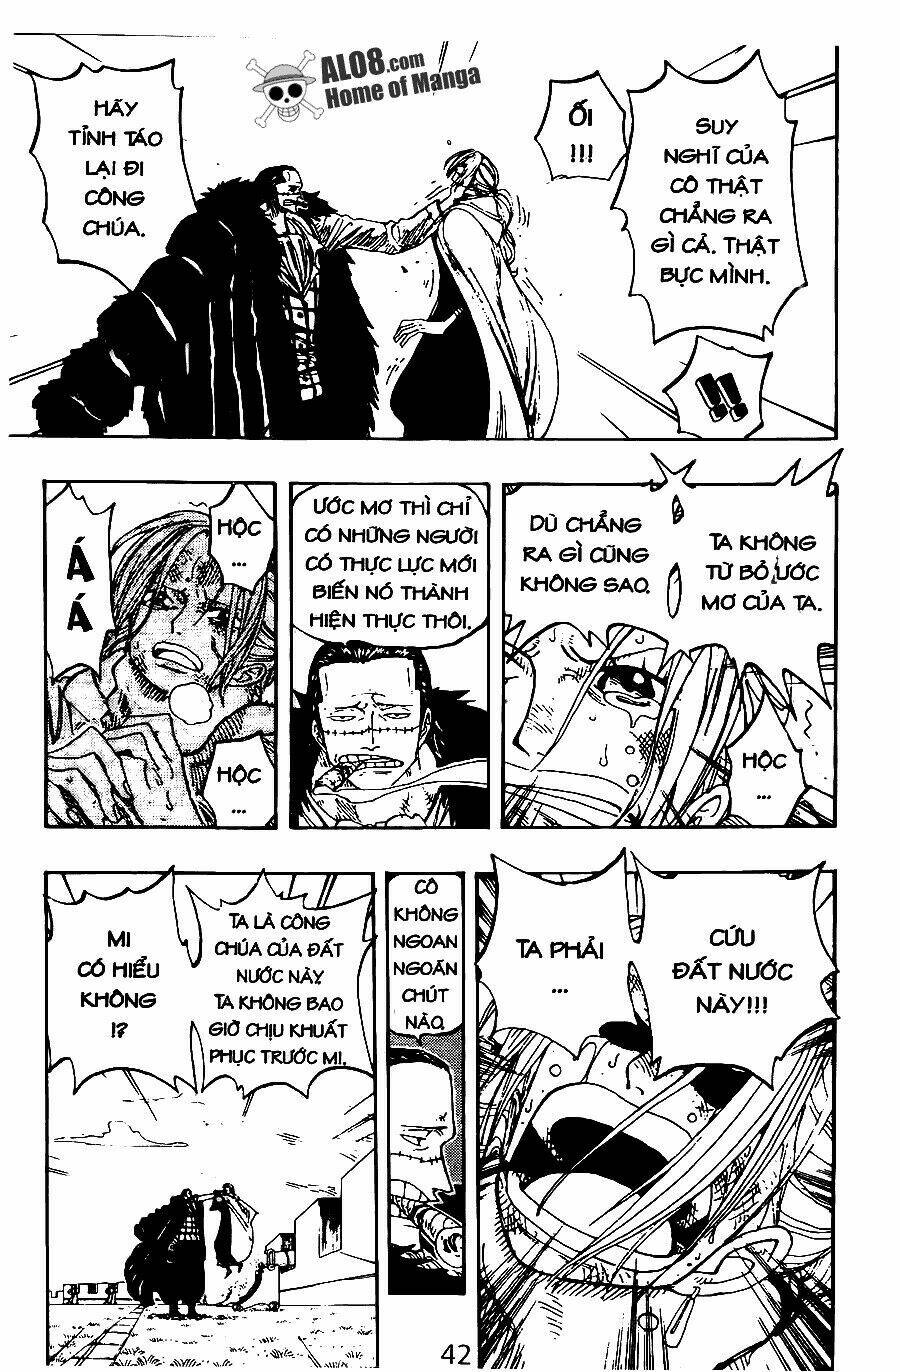 AL08.com
Home of Manga
SUY
NGHĨ CỦA
CÔ THẬT
CHẲNG RA
GÌ CẢ. THẬT
BỰC MÌNH.
ỐI
!!!
HÃY
TỈNH TÁO
LẠI ĐI
CÔNG
CHÚA.
!!
TA KHÔNG
TỪ BỎ ƯỚC
MƠ CỦA TA.
DÙ CHẲNG
RA GÌ CŨNG
KHÔNG SAO.
HỘC
...
ƯỚC MƠ THÌ CHỈ
CÓ NHỮNG NGƯỜI
CÓ THỰC LỰC MỚI
BIẾN NÓ THÀNH
HIỆN THỰC THÔI.
HỘC
...
Á
Á
HỘC
...
CỨU
ĐẤT NƯỚC
NÀY!!!
TA PHẢI
...
CÔ
KHÔNG
NGOAN
NGOÃN
CHÚT
NÀO.
TA LÀ CÔNG
CHÚA CỦA ĐẤT
NƯỚC NÀY.
TA KHÔNG BAO
GIỜ CHỊU KHUẤT
PHỤC TRƯỚC MI.
MI
CÓ HIỂU
KHÔNG
!?
42